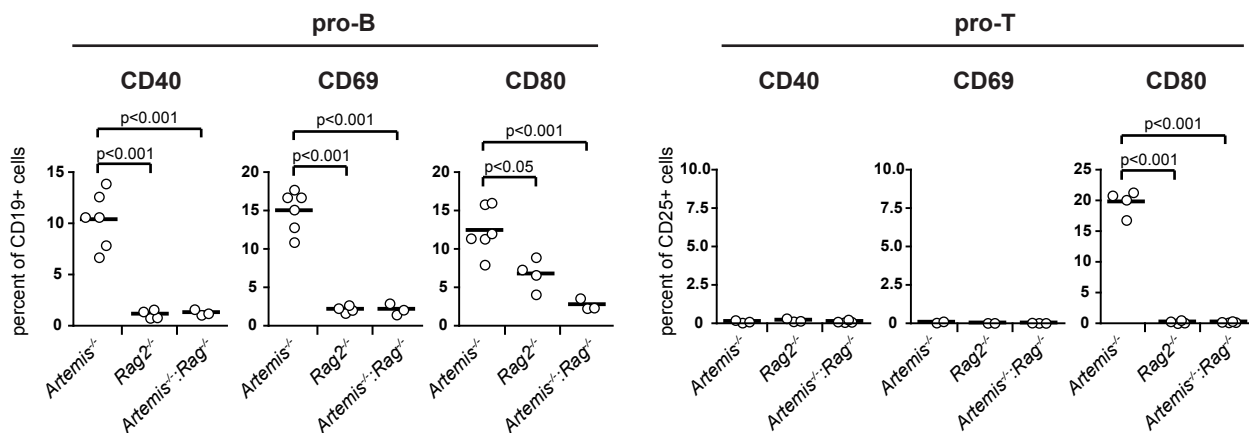 pro-B
pro-T
CD40
CD69
CD80
CD40
CD69
CD80
percent of CD19+ cells
p<0.001
p<0.001
15
10
5
0
Artemis-/-
Rag2-/-
Artemis-/-:Rag-/-
p<0.001
p<0.001
20
15
10
5
0
Artemis-/-
Rag2-/-
Artemis-/-:Rag-/-
p<0.001
p<0.05
20
15
10
5
0
Artemis-/-
Rag2-/-
Artemis-/-:Rag-/-
percent of CD25+ cells
10.0
7.5
5.0
2.5
0
Artemis-/-
Rag2-/-
Artemis-/-:Rag-/-
10.0
7.5
5.0
2.5
0
Artemis-/-
Rag2-/-
Artemis-/-:Rag-/-
p<0.001
p<0.001
25
20
15
10
5
0
Artemis-/-
Rag2-/-
Artemis-/-:Rag-/-